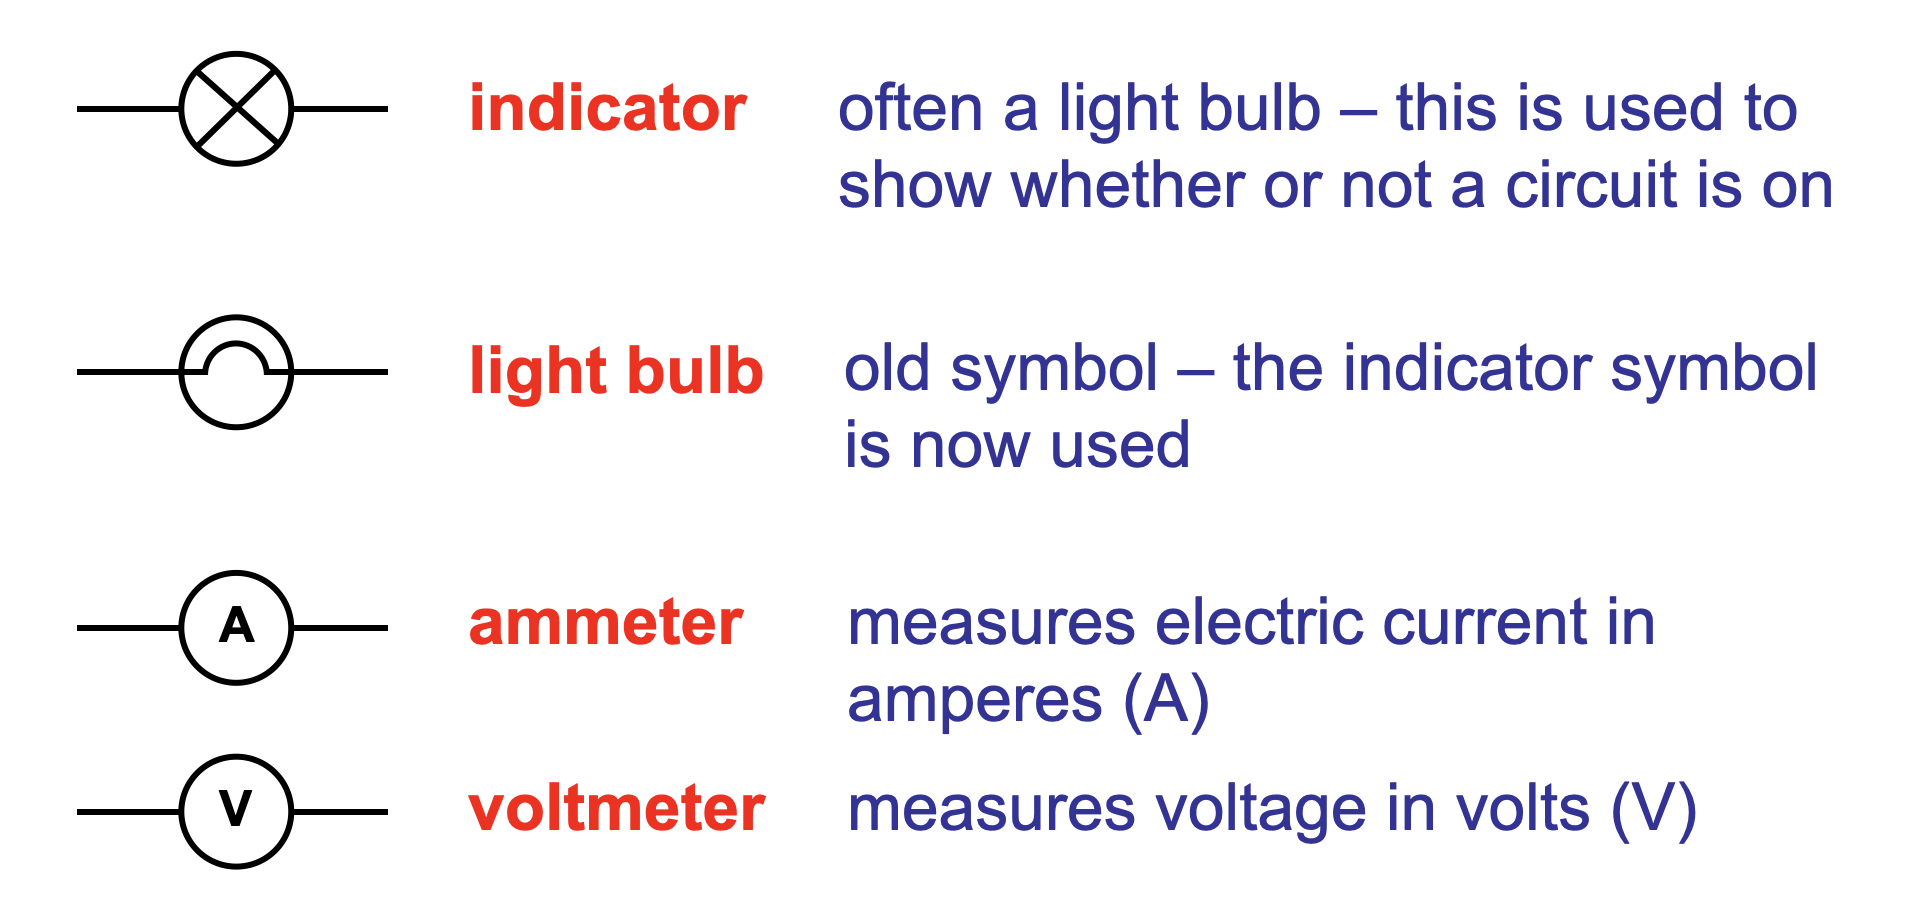 indicator often a light bulb – this is used to
show whether or not a circuit is on
light bulb old symbol – the indicator symbol
is now used
A ammeter measures electric current in
amperes (A)
V voltmeter measures voltage in volts (V)